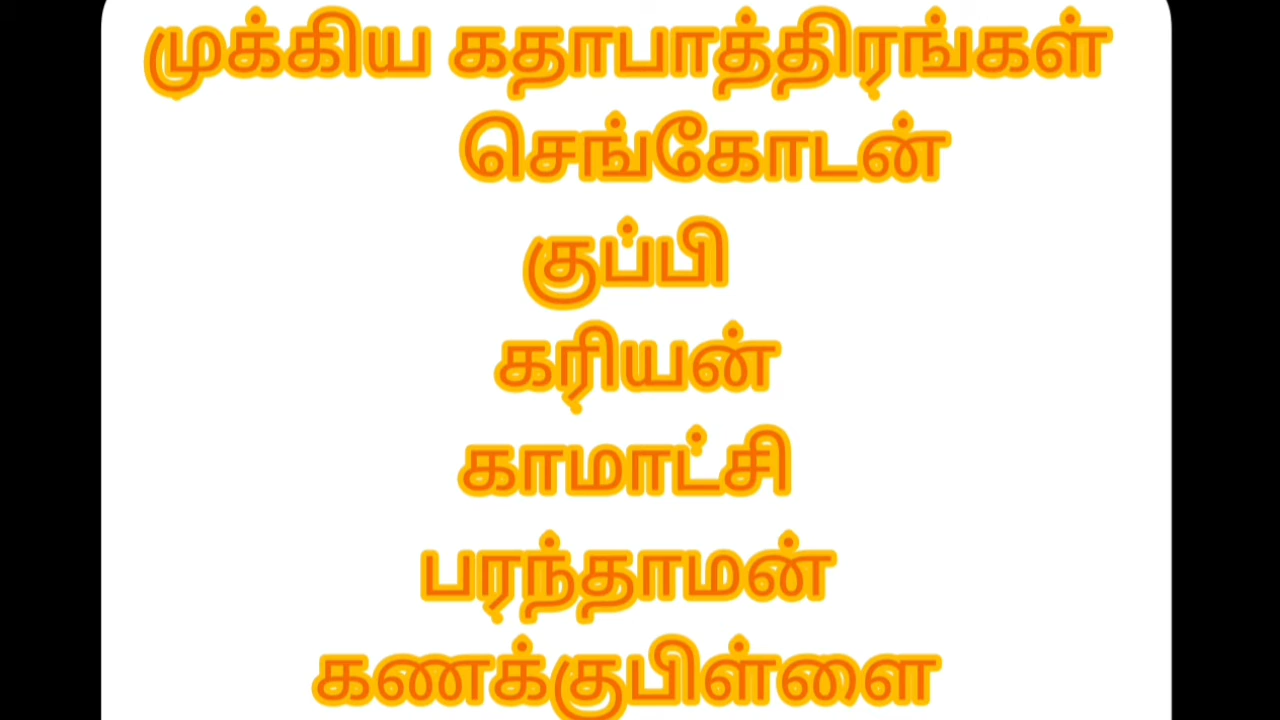 முக்கிய கதாபாத்திரங்கள்
செங்கோடன்
குப்பி
கரியன்
காமாட்சி
பரந்தாமன்
கணக்குபிள்ளை